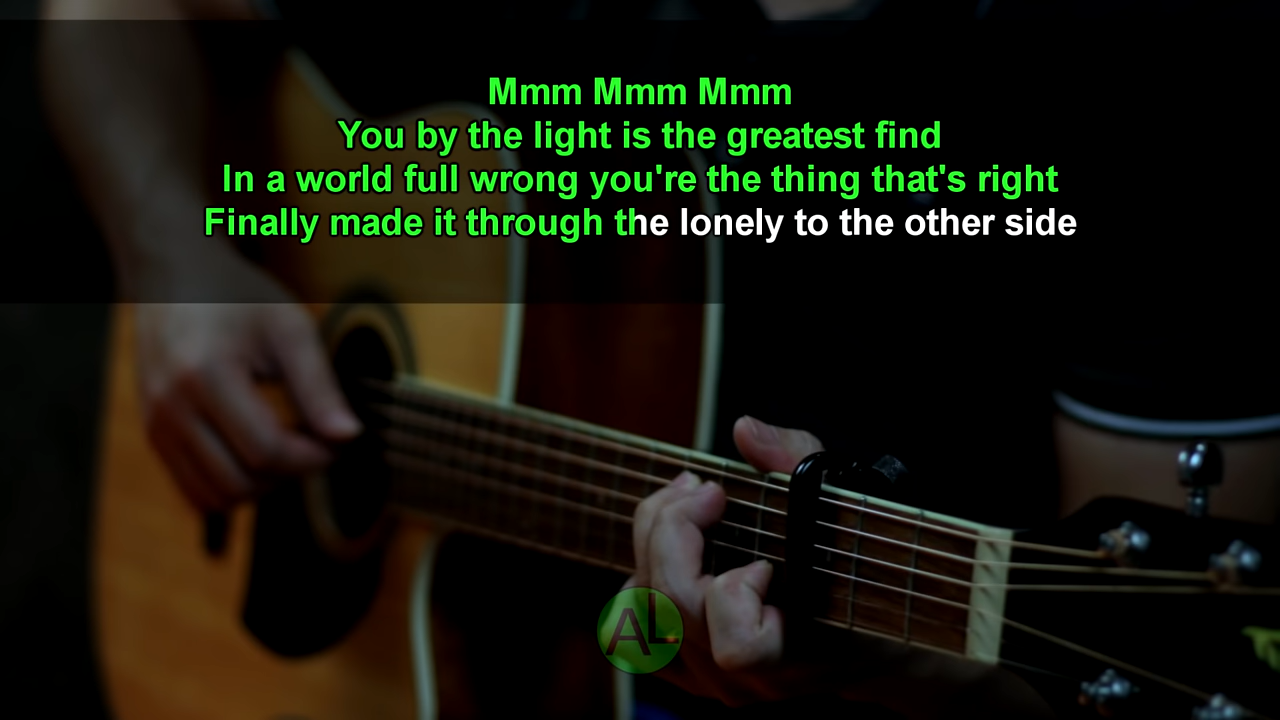 Mmm Mmm Mmm
You by the light is the greatest find
In a world full wrong you're the thing that's right
Finally made it through the lonely to the other side
AL